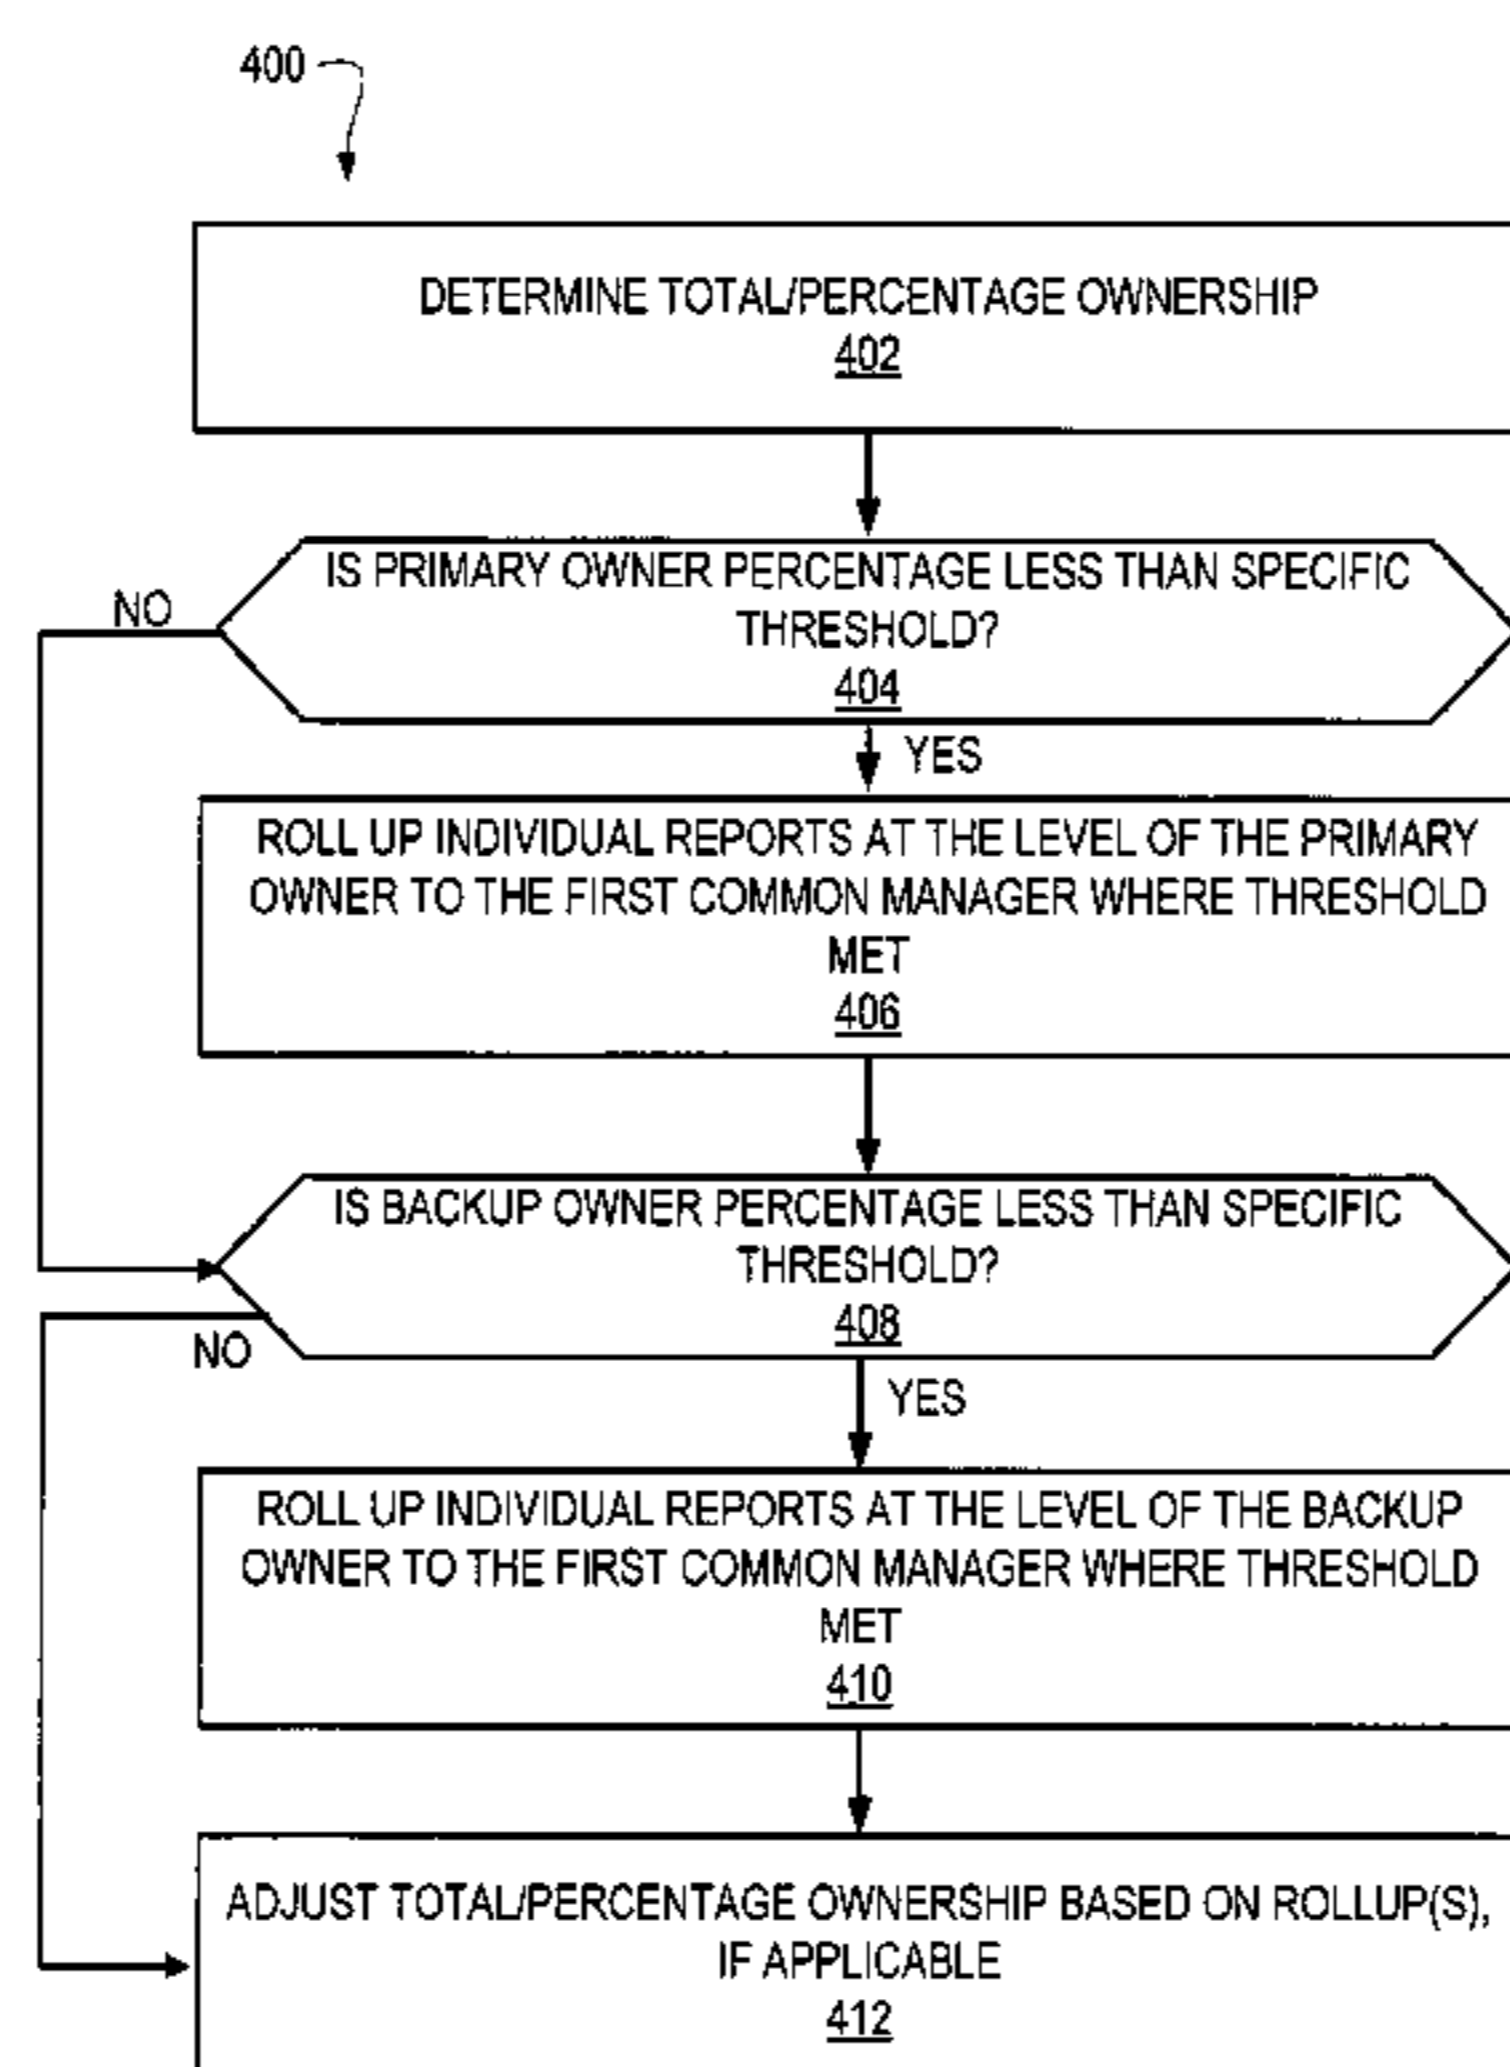 400
DETERMINE TOTAL/PERCENTAGE OWNERSHIP
402
IS PRIMARY OWNER PERCENTAGE LESS THAN SPECIFIC
THRESHOLD?
404
NO
YES
ROLL UP INDIVIDUAL REPORTS AT THE LEVEL OF THE PRIMARY
OWNER TO THE FIRST COMMON MANAGER WHERE THRESHOLD
MET
406
IS BACKUP OWNER PERCENTAGE LESS THAN SPECIFIC
THRESHOLD?
408
NO
YES
ROLL UP INDIVIDUAL REPORTS AT THE LEVEL OF THE BACKUP
OWNER TO THE FIRST COMMON MANAGER WHERE THRESHOLD
MET
410
ADJUST TOTAL/PERCENTAGE OWNERSHIP BASED ON ROLLUP(S),
IF APPLICABLE
412